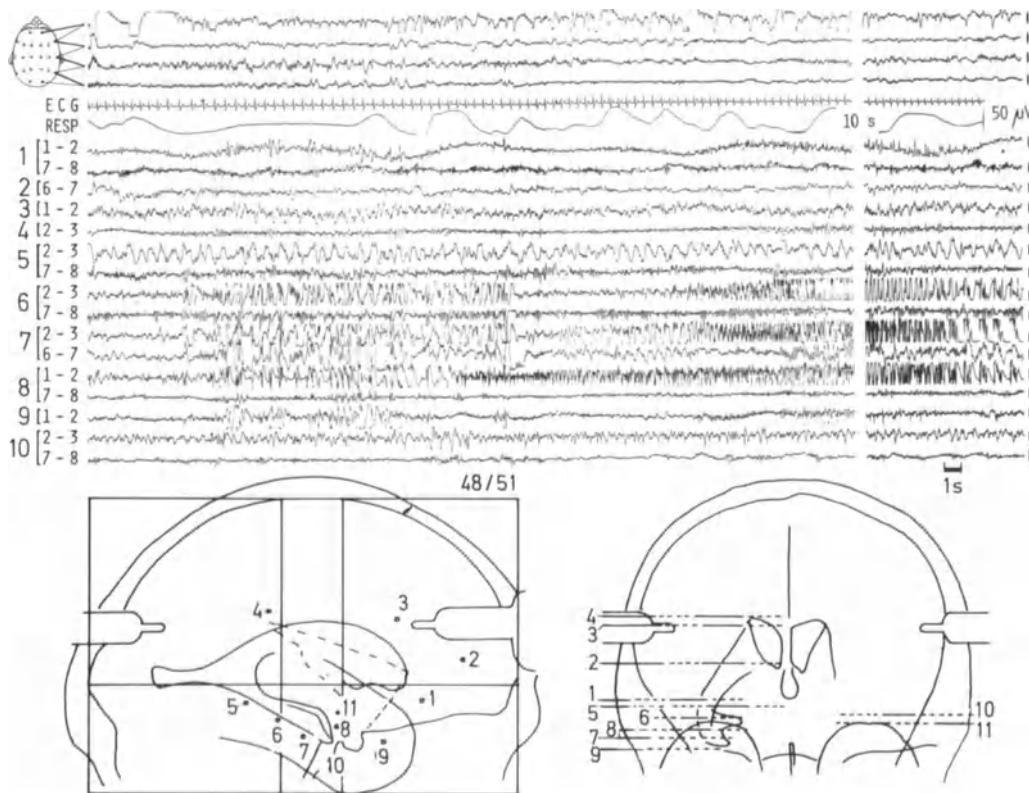 ECG
RESP 10 s 50 μV
1 [1 - 2
[7 - 8
2 [6 - 7
3 [1 - 2
4 [2 - 3
5 [2 - 3
[7 - 8
6 [2 - 3
[7 - 8
7 [2 - 3
[6 - 7
8 [1 - 2
[7 - 8
9 [1 - 2
10 [2 - 3
[7 - 8
48/51
1s
4
3
2
1
5
11
6
8
7
9
10
4
3
2
1
5
6
8
7
9
10
11